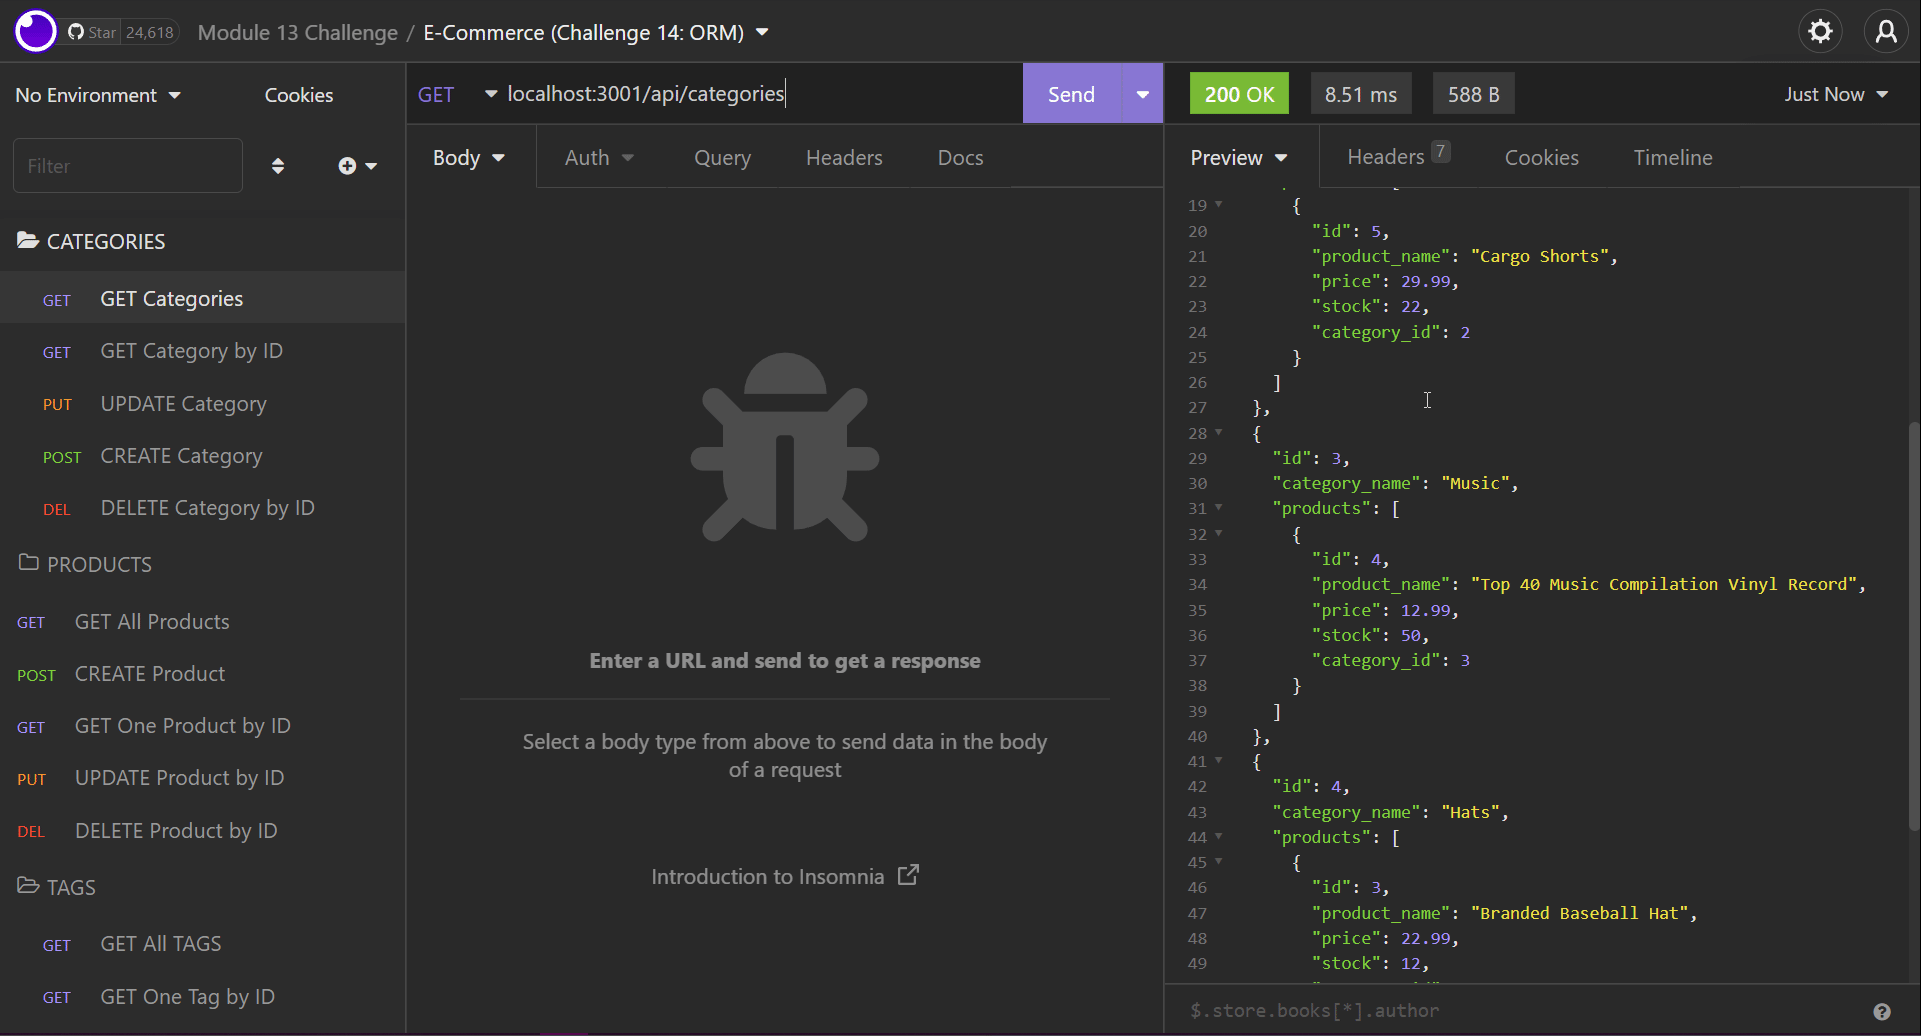 Star 24,618 Module 13 Challenge / E-Commerce (Challenge 14: ORM)
No Environment Cookies
Filter
CATEGORIES
GET GET Categories
GET GET Category by ID
PUT UPDATE Category
POST CREATE Category
DEL DELETE Category by ID
PRODUCTS
GET GET All Products
POST CREATE Product
GET GET One Product by ID
PUT UPDATE Product by ID
DEL DELETE Product by ID
TAGS
GET GET All TAGS
GET GET One Tag by ID
GET localhost:3001/api/categories Send
Body Auth Query Headers Docs
Enter a URL and send to get a response
Select a body type from above to send data in the body
of a request
Introduction to Insomnia
200 OK 8.51 ms 588 B Just Now
Preview Headers 7 Cookies Timeline
19 {
20 "id": 5,
21 "product_name": "Cargo Shorts",
22 "price": 29.99,
23 "stock": 22,
24 "category_id": 2
25 }
26 ]
27 },
28 {
29 "id": 3,
30 "category_name": "Music",
31 "products": [
32 {
33 "id": 4,
34 "product_name": "Top 40 Music Compilation Vinyl Record",
35 "price": 12.99,
36 "stock": 50,
37 "category_id": 3
38 }
39 ]
40 },
41 {
42 "id": 4,
43 "category_name": "Hats",
44 "products": [
45 {
46 "id": 3,
47 "product_name": "Branded Baseball Hat",
48 "price": 22.99,
49 "stock": 12,
$.store.books[*].author